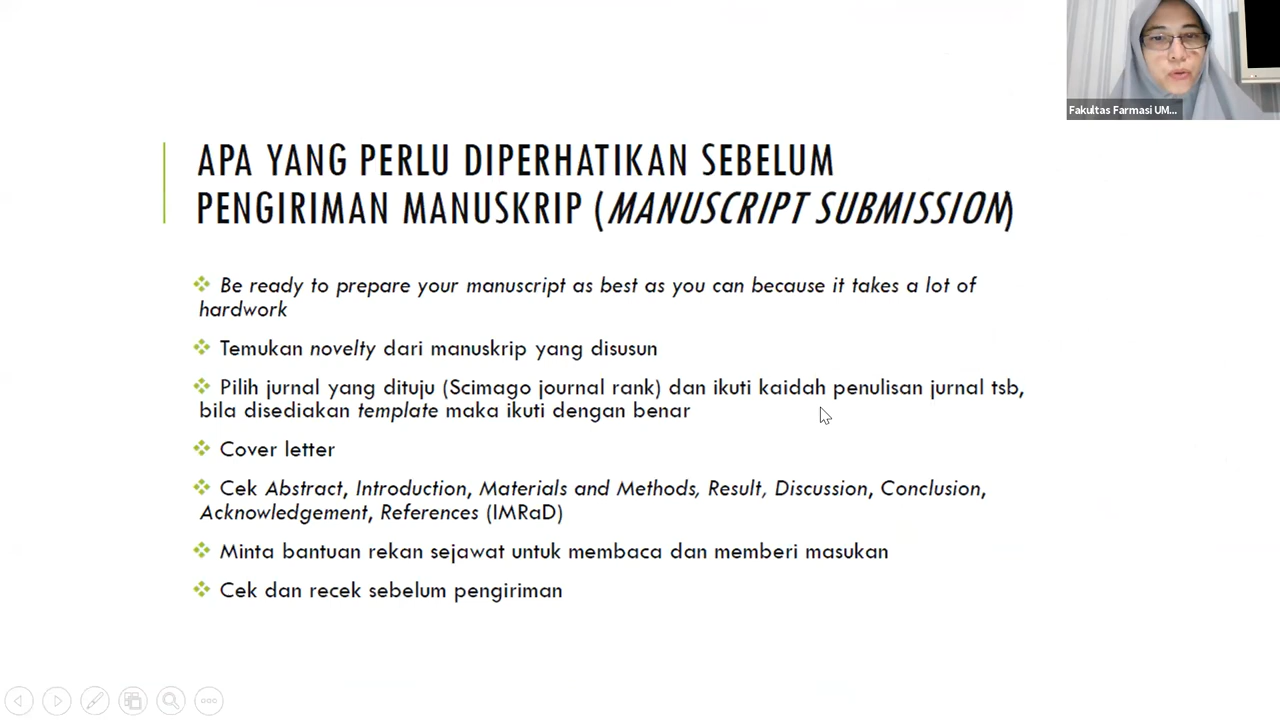 Fakultas Farmasi UM...
APA YANG PERLU DIPERHATIKAN SEBELUM
PENGIRIMAN MANUSKRIP (MANUSCRIPT SUBMISSION)
Be ready to prepare your manuscript as best as you can because it takes a lot of
hardwork
Temukan novelty dari manuskrip yang disusun
Pilih jurnal yang dituju (Scimago journal rank) dan ikuti kaidah penulisan jurnal tsb,
bila disediakan template maka ikuti dengan benar
Cover letter
Cek Abstract, Introduction, Materials and Methods, Result, Discussion, Conclusion,
Acknowledgement, References (IMRaD)
Minta bantuan rekan sejawat untuk membaca dan memberi masukan
Cek dan recek sebelum pengiriman